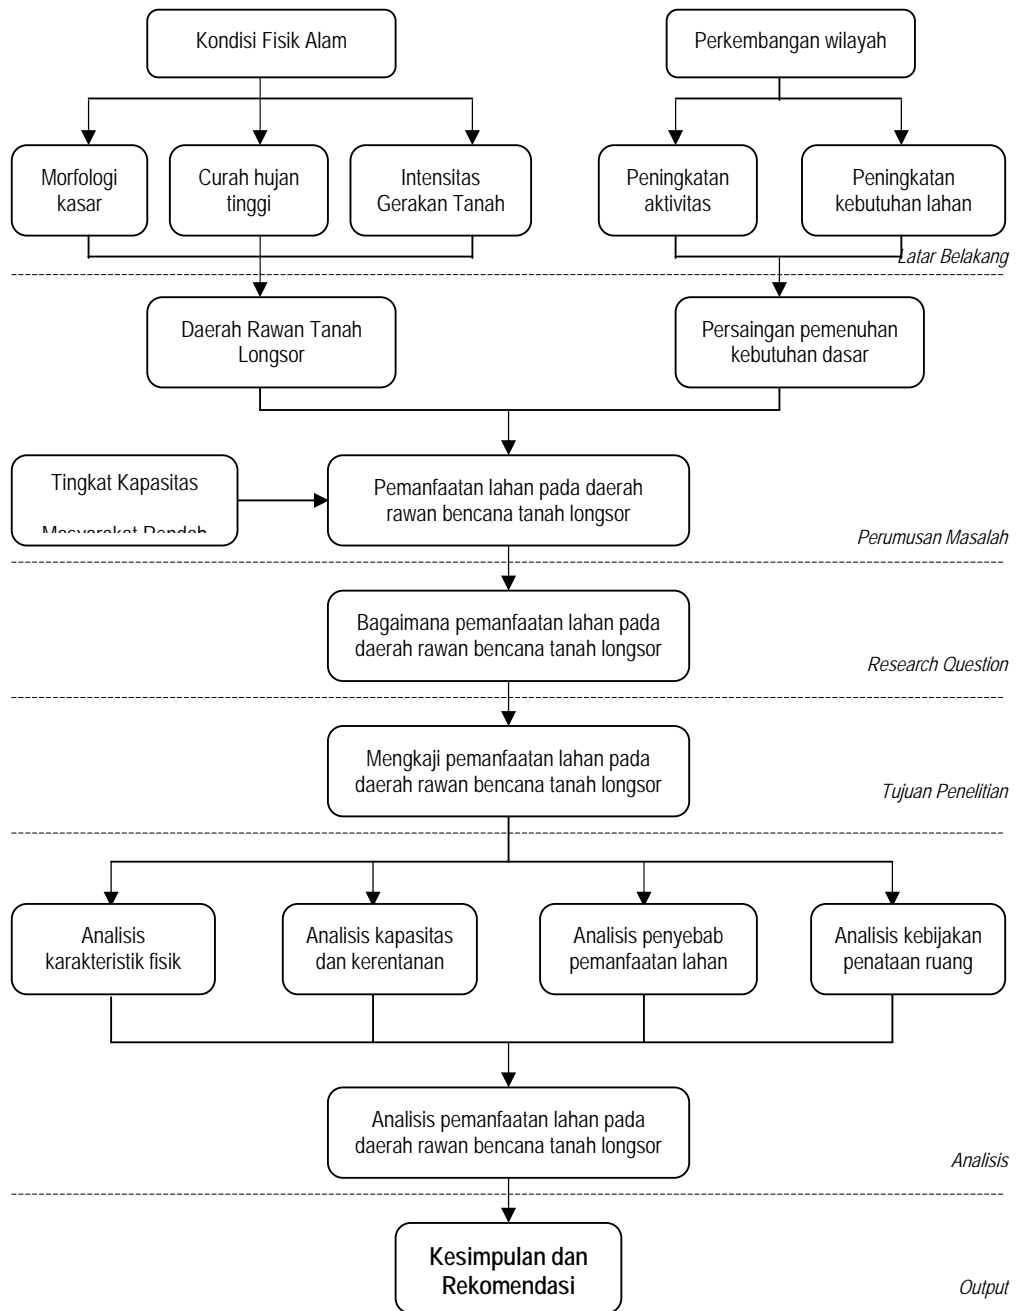 Kondisi Fisik Alam
Perkembangan wilayah
Morfologi
kasar
Curah hujan
tinggi
Intensitas
Gerakan Tanah
Peningkatan
aktivitas
Peningkatan
kebutuhan lahan
Latar Belakang
Daerah Rawan Tanah
Longsor
Persaingan pemenuhan
kebutuhan dasar
Tingkat Kapasitas
Masyarakat Rendah
Pemanfaatan lahan pada daerah
rawan bencana tanah longsor
Perumusan Masalah
Bagaimana pemanfaatan lahan pada
daerah rawan bencana tanah longsor
Research Question
Mengkaji pemanfaatan lahan pada
daerah rawan bencana tanah longsor
Tujuan Penelitian
Analisis
karakteristik fisik
Analisis kapasitas
dan kerentanan
Analisis penyebab
pemanfaatan lahan
Analisis kebijakan
penataan ruang
Analisis pemanfaatan lahan pada
daerah rawan bencana tanah longsor
Analisis
Kesimpulan dan
Rekomendasi
Output